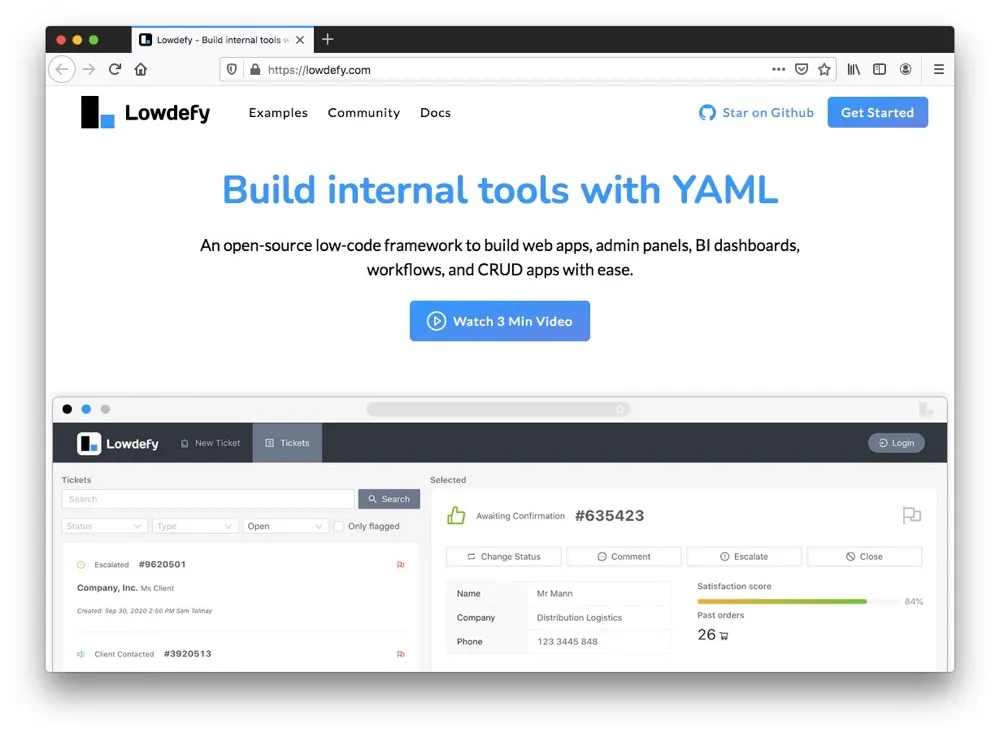 Lowdefy - Build internal tools w
https://lowdefy.com
Lowdefy
Examples
Community
Docs
Star on Github
Get Started
Build internal tools with YAML
An open-source low-code framework to build web apps, admin panels, BI dashboards,
workflows, and CRUD apps with ease.
Watch 3 Min Video
Lowdefy
New Ticket
Tickets
Login
Tickets
Search
Search
Status
Type
Open
Only flagged
Escalated #9620501
Company, Inc. Ms Client
Created: Sep 30, 2020 2:50 PM Sam Tolmay
Client Contacted #3920513
Selected
Awaiting Confirmation #635423
Change Status
Comment
Escalate
Close
Name Mr Mann
Company Distribution Logistics
Phone 123 3445 848
Satisfaction score
84%
Past orders
26